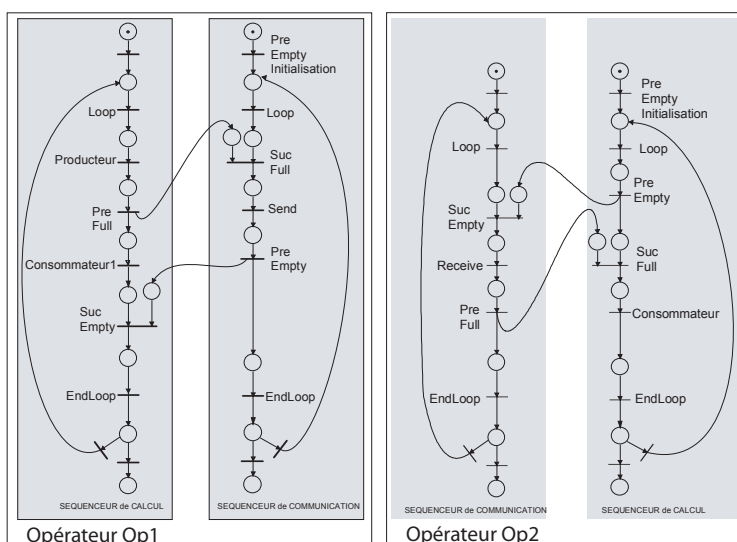 Loop
Producteur
Pre
Full
Consommateur1
Suc
Empty
EndLoop
SEQUENCEUR de CALCUL
Pre
Empty
Initialisation
Loop
Suc
Full
Send
Pre
Empty
EndLoop
SEQUENCEUR de COMMUNICATION
Opérateur Op1
Loop
Suc
Empty
Receive
Pre
Full
EndLoop
SEQUENCEUR de COMMUNICATION
Pre
Empty
Initialisation
Loop
Pre
Empty
Suc
Full
Consommateur
EndLoop
SEQUENCEUR de CALCUL
Opérateur Op2